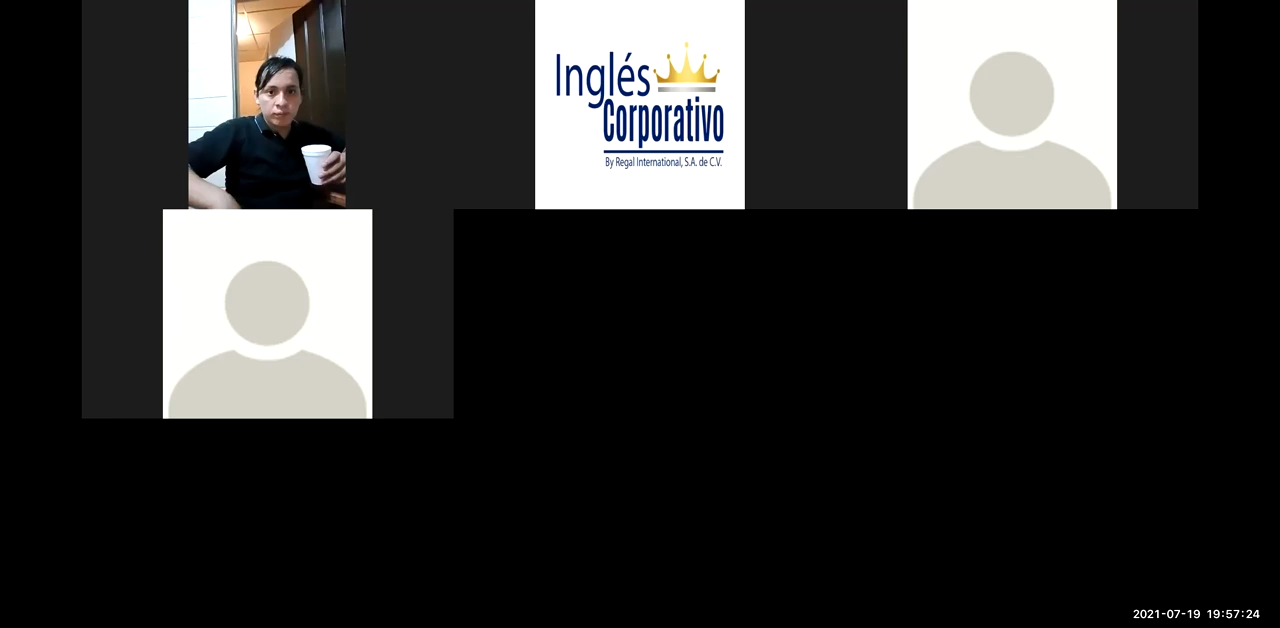 Inglés
Corporativo
By Regal International, S.A. de C.V.
2021-07-19 19:57:24